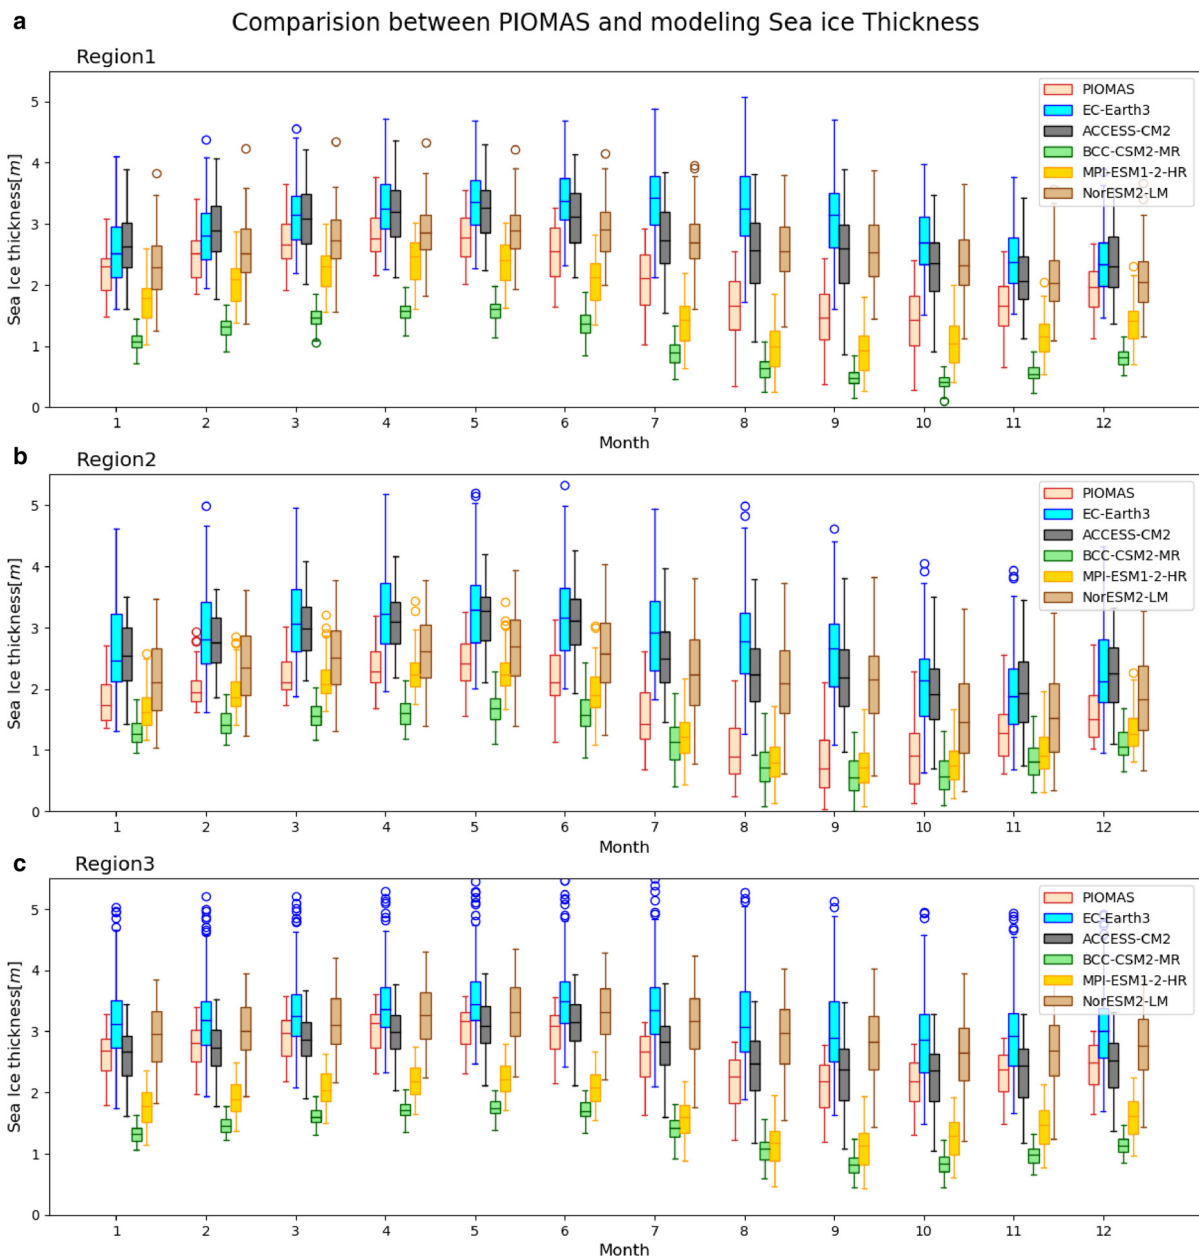 a
Comparision between PIOMAS and modeling Sea ice Thickness
Region1
Sea Ice thickness[m]
5
4
3
2
1
0
PIOMAS
EC-Earth3
ACCESS-CM2
BCC-CSM2-MR
MPI-ESM1-2-HR
NorESM2-LM
1 2 3 4 5 6 7 8 9 10 11 12
Month
b
Region2
Sea Ice thickness[m]
5
4
3
2
1
0
PIOMAS
EC-Earth3
ACCESS-CM2
BCC-CSM2-MR
MPI-ESM1-2-HR
NorESM2-LM
1 2 3 4 5 6 7 8 9 10 11 12
Month
c
Region3
Sea Ice thickness[m]
5
4
3
2
1
0
PIOMAS
EC-Earth3
ACCESS-CM2
BCC-CSM2-MR
MPI-ESM1-2-HR
NorESM2-LM
1 2 3 4 5 6 7 8 9 10 11 12
Month